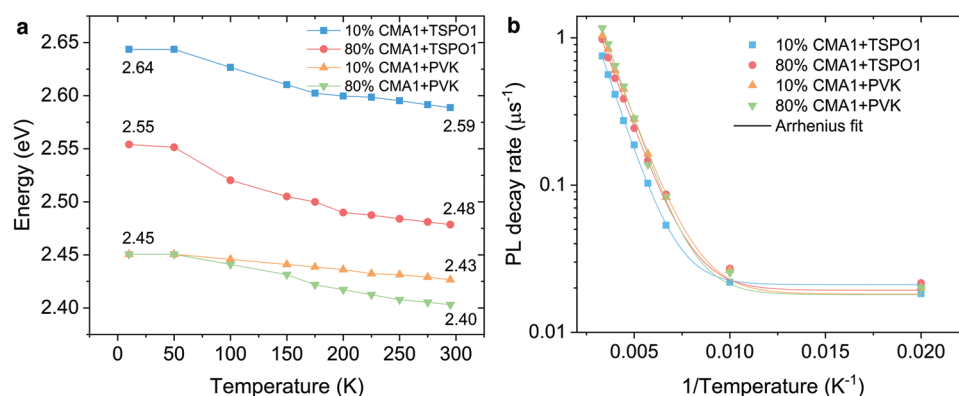 a
Energy (eV)
2.65
2.60
2.55
2.50
2.45
2.40
10% CMA1+TSPO1
80% CMA1+TSPO1
10% CMA1+PVK
80% CMA1+PVK
2.64
2.59
2.55
2.48
2.45
2.43
2.40
0 50 100 150 200 250 300
Temperature (K)
b
PL decay rate (μs⁻¹)
1
0.1
0.01
10% CMA1+TSPO1
80% CMA1+TSPO1
10% CMA1+PVK
80% CMA1+PVK
Arrhenius fit
0.005 0.010 0.015 0.020
1/Temperature (K⁻¹)